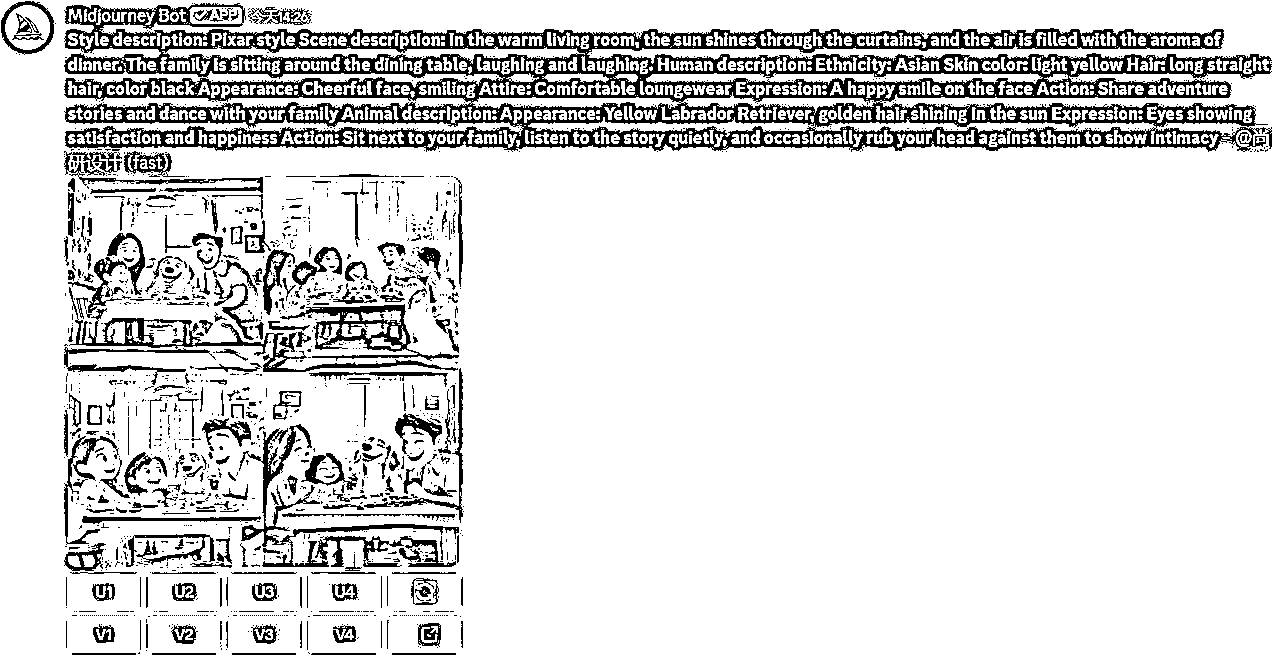 Midjourney Bot ✓ APP 今天14:26
Style description: Pixar style Scene description: In the warm living room, the sun shines through the curtains, and the air is filled with the aroma of
dinner. The family is sitting around the dining table, laughing and laughing. Human description: Ethnicity: Asian Skin color: light yellow Hair: long straight
hair, color black Appearance: Cheerful face, smiling Attire: Comfortable loungewear Expression: A happy smile on the face Action: Share adventure
stories and dance with your family Animal description: Appearance: Yellow Labrador Retriever, golden hair shining in the sun Expression: Eyes showing
satisfaction and happiness Action: Sit next to your family, listen to the story quietly, and occasionally rub your head against them to show intimacy - @尚
研设计 (fast)
U1 U2 U3 U4
V1 V2 V3 V4